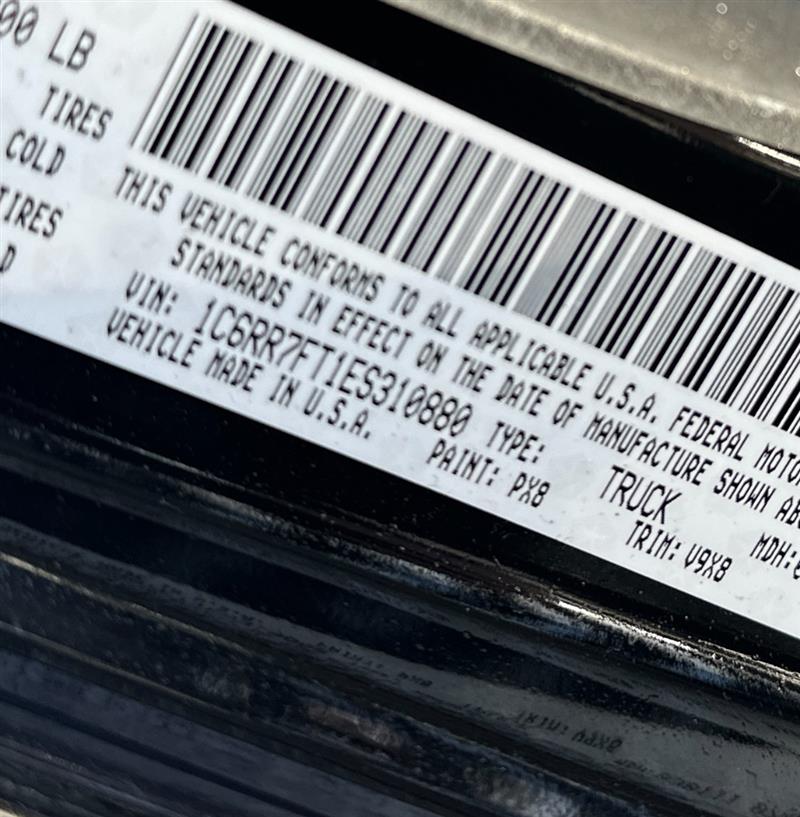 00 LB
TIRES
COLD
TIRES
THIS VEHICLE CONFORMS TO ALL APPLICABLE U.S.A. FEDERAL MOTOR
STANDARDS IN EFFECT ON THE DATE OF MANUFACTURE SHOWN AB
VIN: 1C6RR7FT1ES310880 TYPE: TRUCK MDH:
VEHICLE MADE IN U.S.A. PAINT: PX8 TRIM: V9X8